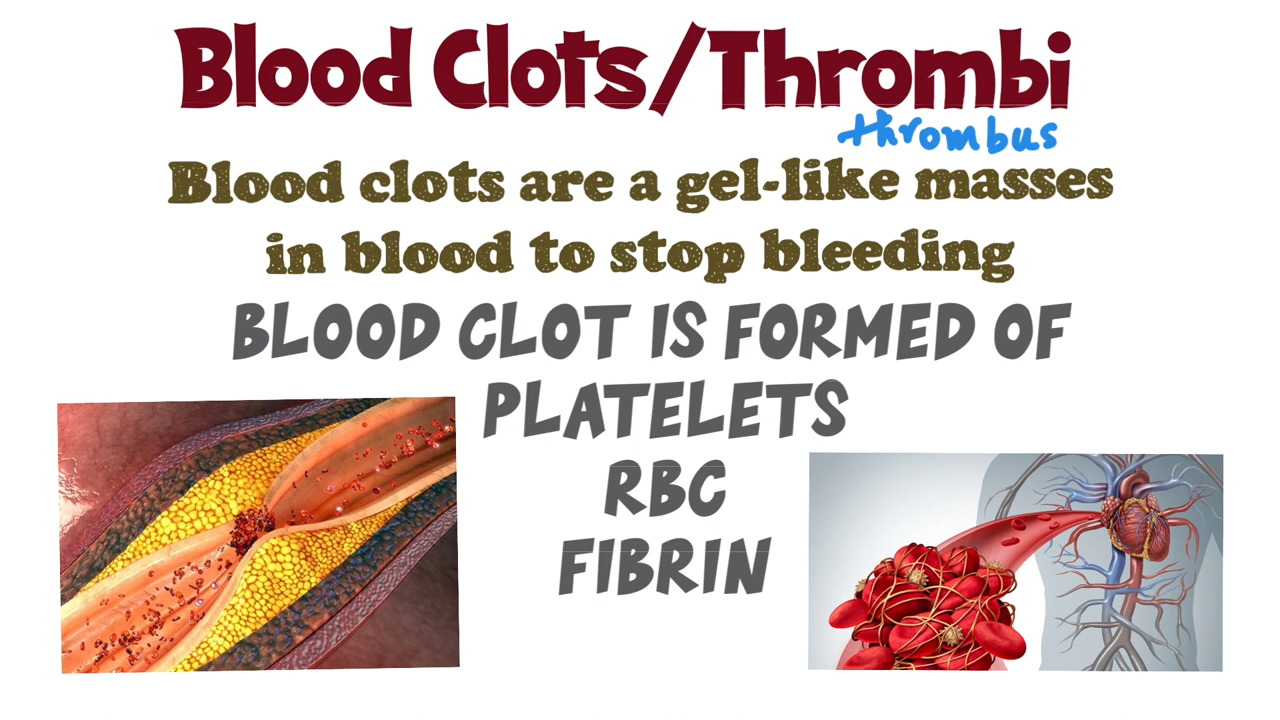 Blood Clots/Thrombi
thrombus
Blood clots are a gel-like masses
in blood to stop bleeding
BLOOD CLOT IS FORMED OF
PLATELETS
RBC
FIBRIN